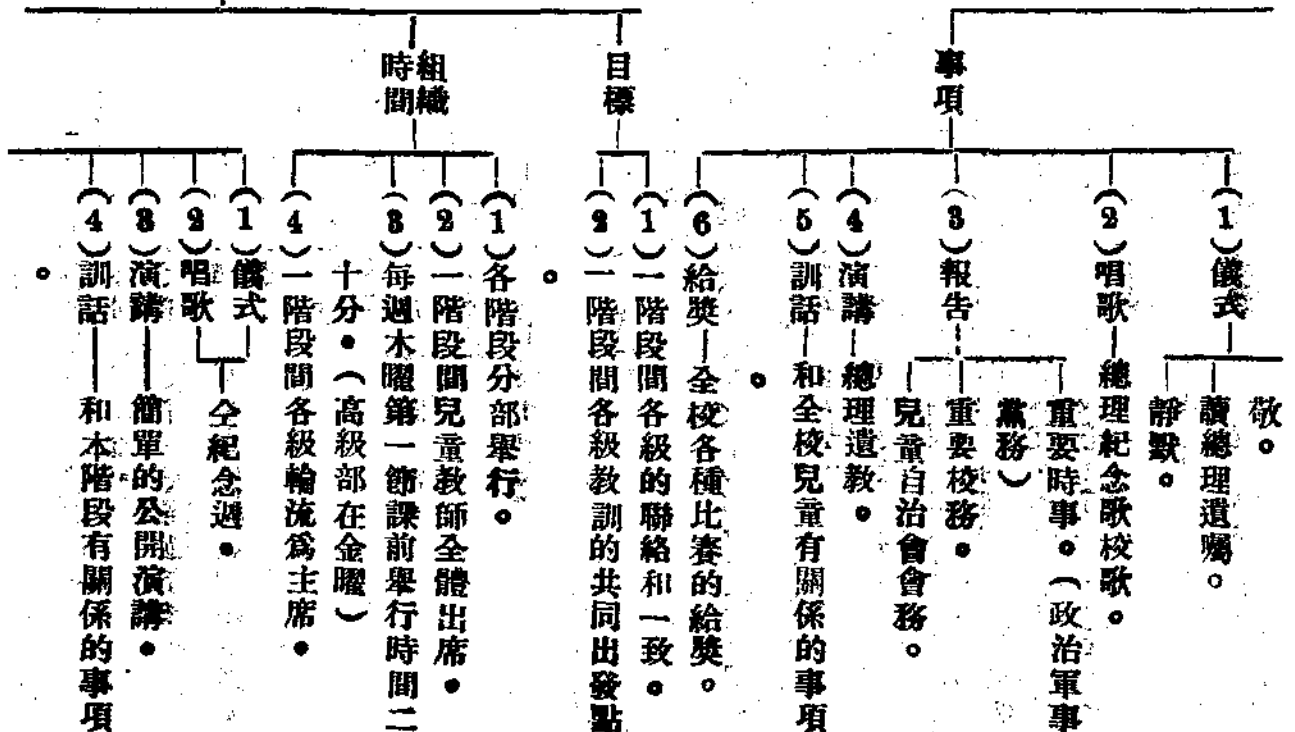 事項
(1)儀式
敬。
讀總理遺囑。
靜默。
(2)唱歌 總理紀念歌校歌。
(3)報告
重要時事。(政治軍事
黨務)
重要校務。
兒童自治會會務。
(4)演講 總理遺教。
(5)訓話 和全校兒童有關係的事項
。
(6)給獎 全校各種比賽的給獎。
目標
(1)一階段間各級的聯絡和一致。
(2)一階段間各級教訓的共同出發點
。
組織
時間
(1)各階段分部舉行。
(2)一階段間兒童教師全體出席。
(3)每週木曜第一節課前舉行時間二
十分。(高級部在金曜)
(4)一階段間各級輪流爲主席。
(1)儀式
(2)唱歌
仝紀念週。
(3)演講 簡單的公開演講。
(4)訓話 和本階段有關係的事項
。